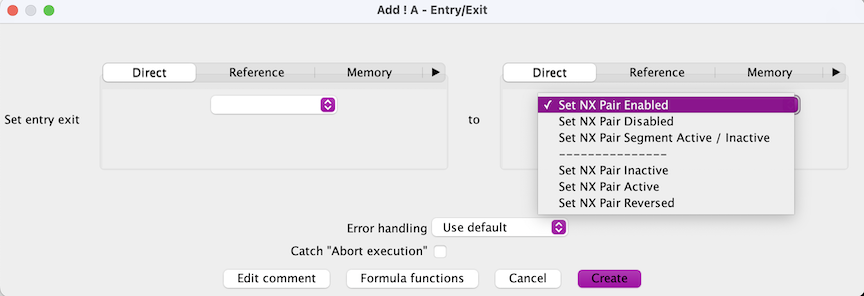 Add ! A - Entry/Exit
Direct Reference Memory ▶ Direct Reference Memory ▶
Set entry exit to
✓ Set NX Pair Enabled
Set NX Pair Disabled
Set NX Pair Segment Active / Inactive
---------------
Set NX Pair Inactive
Set NX Pair Active
Set NX Pair Reversed
Error handling Use default
Catch "Abort execution"
Edit comment Formula functions Cancel Create